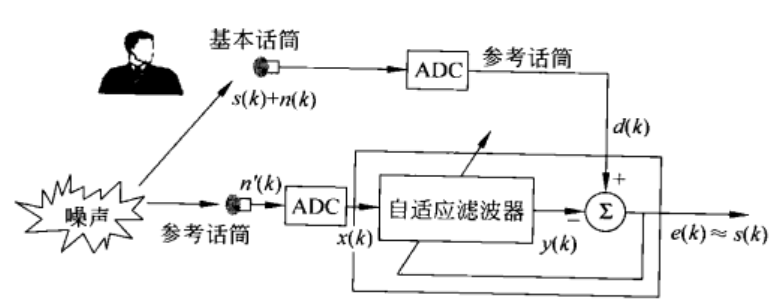 基本话筒
s(k)+n(k)
ADC
参考话筒
d(k)
噪声
参考话筒
n'(k)
ADC
x(k)
自适应滤波器
y(k)
−
+
Σ
e(k)≈s(k)